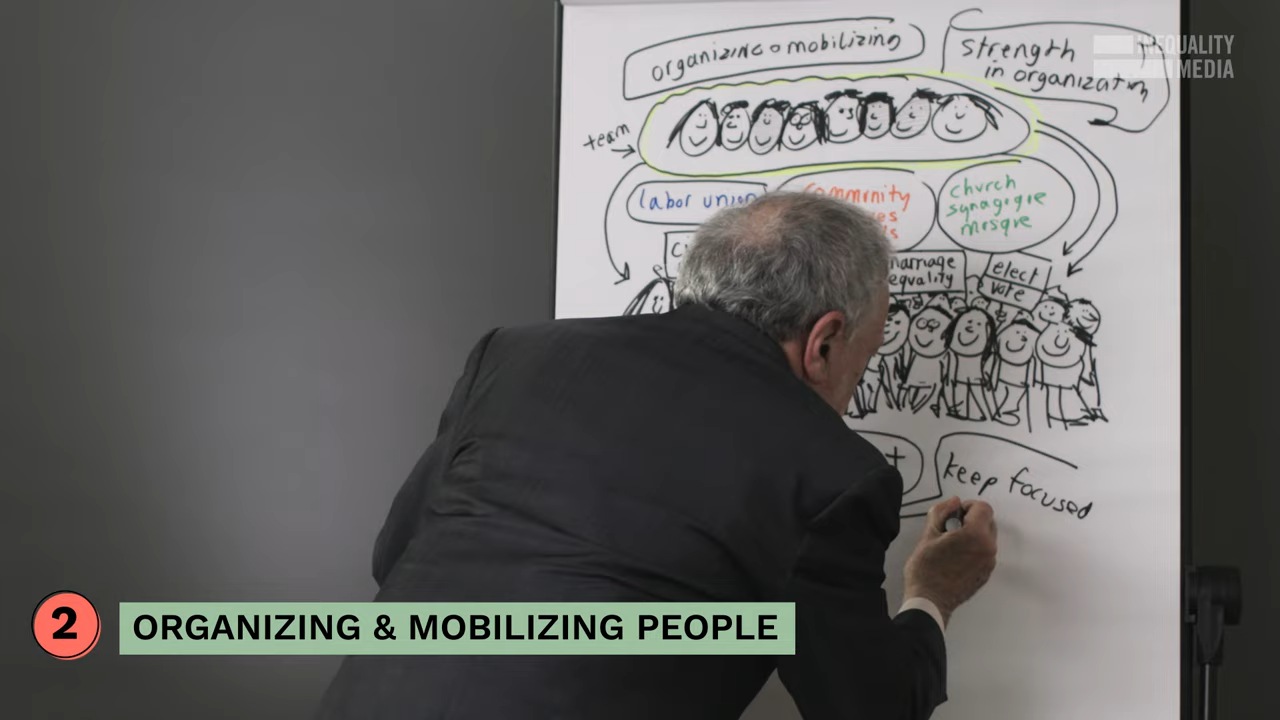 organizing & mobilizing
strength
in organization
INEQUALITY
MEDIA
team
labor union
community
church
synagogue
mosque
marriage
equality
elect
vote
keep focused
2
ORGANIZING & MOBILIZING PEOPLE